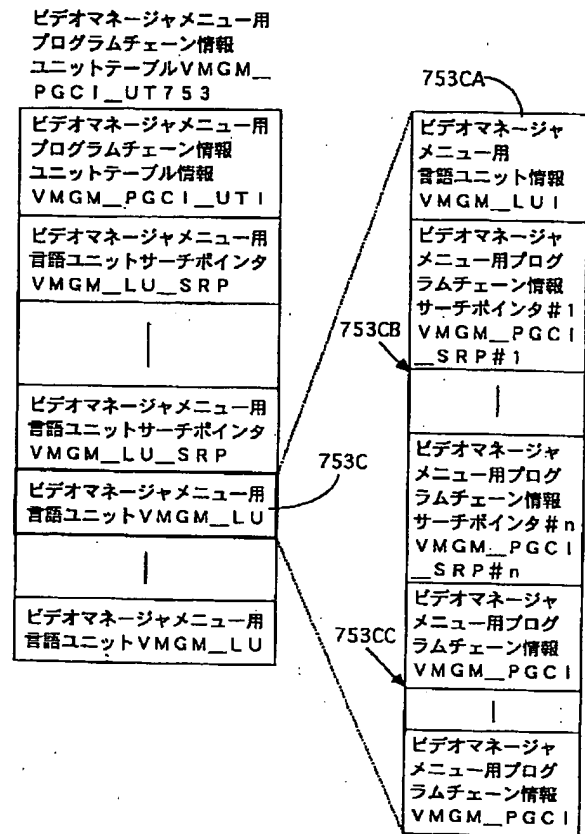 ビデオマネージャメニュー用
プログラムチェーン情報
ユニットテーブルVMGM__
PGCI__UT753
ビデオマネージャメニュー用
プログラムチェーン情報
ユニットテーブル情報
VMGM__PGCI__UTI
ビデオマネージャメニュー用
言語ユニットサーチポインタ
VMGM__LU__SRP
ビデオマネージャメニュー用
言語ユニットサーチポインタ
VMGM__LU__SRP
ビデオマネージャメニュー用
言語ユニットVMGM__LU
ビデオマネージャメニュー用
言語ユニットVMGM__LU
753C
753CA
ビデオマネージャ
メニュー用
言語ユニット情報
VMGM__LUI
ビデオマネージャ
メニュー用プログ
ラムチェーン情報
サーチポインタ#1
VMGM__PGCI
__SRP#1
753CB
ビデオマネージャ
メニュー用プログ
ラムチェーン情報
サーチポインタ#n
VMGM__PGCI
__SRP#n
ビデオマネージャ
メニュー用プログ
ラムチェーン情報
VMGM__PGCI
753CC
ビデオマネージャ
メニュー用プログ
ラムチェーン情報
VMGM__PGCI